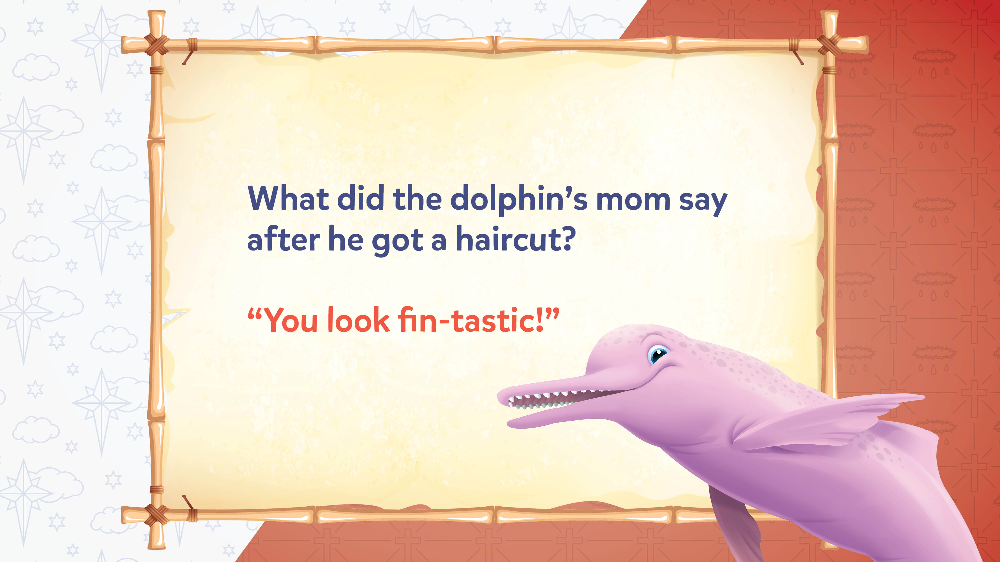 What did the dolphin’s mom say
after he got a haircut?
“You look fin-tastic!”